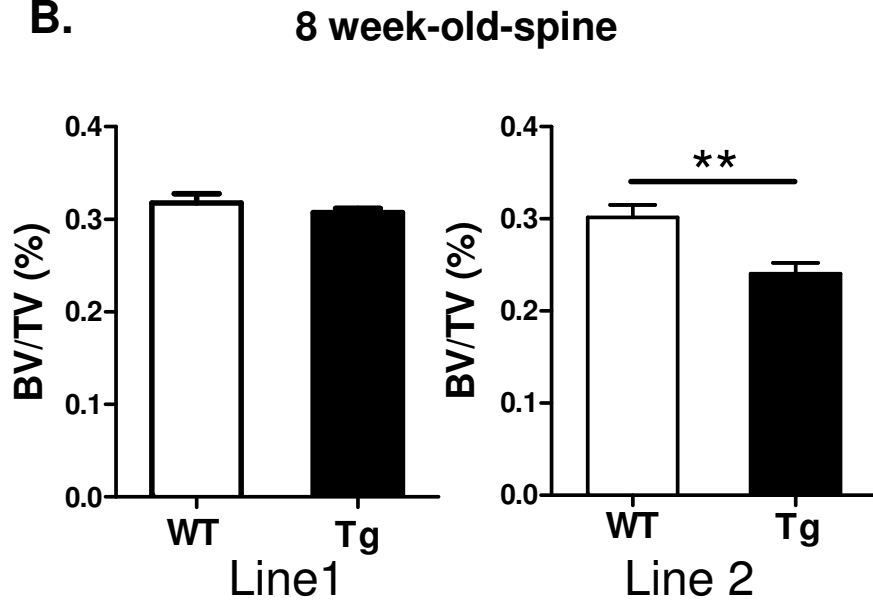 B.
8 week-old-spine
BV/TV (%)
0.4
0.3
0.2
0.1
0.0
WT
Tg
Line1
BV/TV (%)
0.4
0.3
0.2
0.1
0.0
**
WT
Tg
Line 2